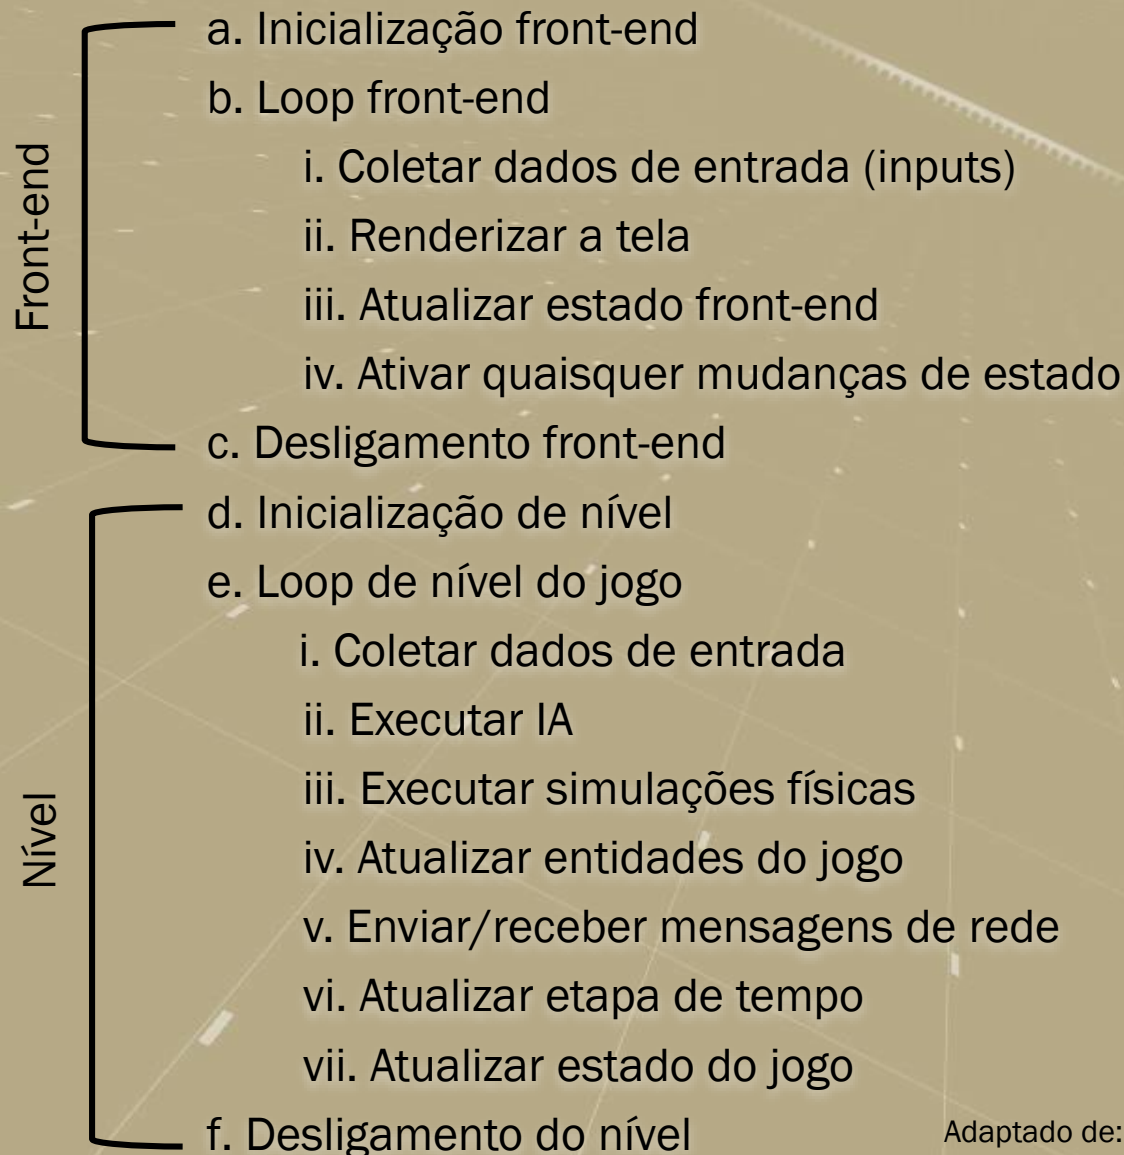 Front-end
a. Inicialização front-end
b. Loop front-end
i. Coletar dados de entrada (inputs)
ii. Renderizar a tela
iii. Atualizar estado front-end
iv. Ativar quaisquer mudanças de estado
c. Desligamento front-end
Nível
d. Inicialização de nível
e. Loop de nível do jogo
i. Coletar dados de entrada
ii. Executar IA
iii. Executar simulações físicas
iv. Atualizar entidades do jogo
v. Enviar/receber mensagens de rede
vi. Atualizar etapa de tempo
vii. Atualizar estado do jogo
f. Desligamento do nível
Adaptado de: